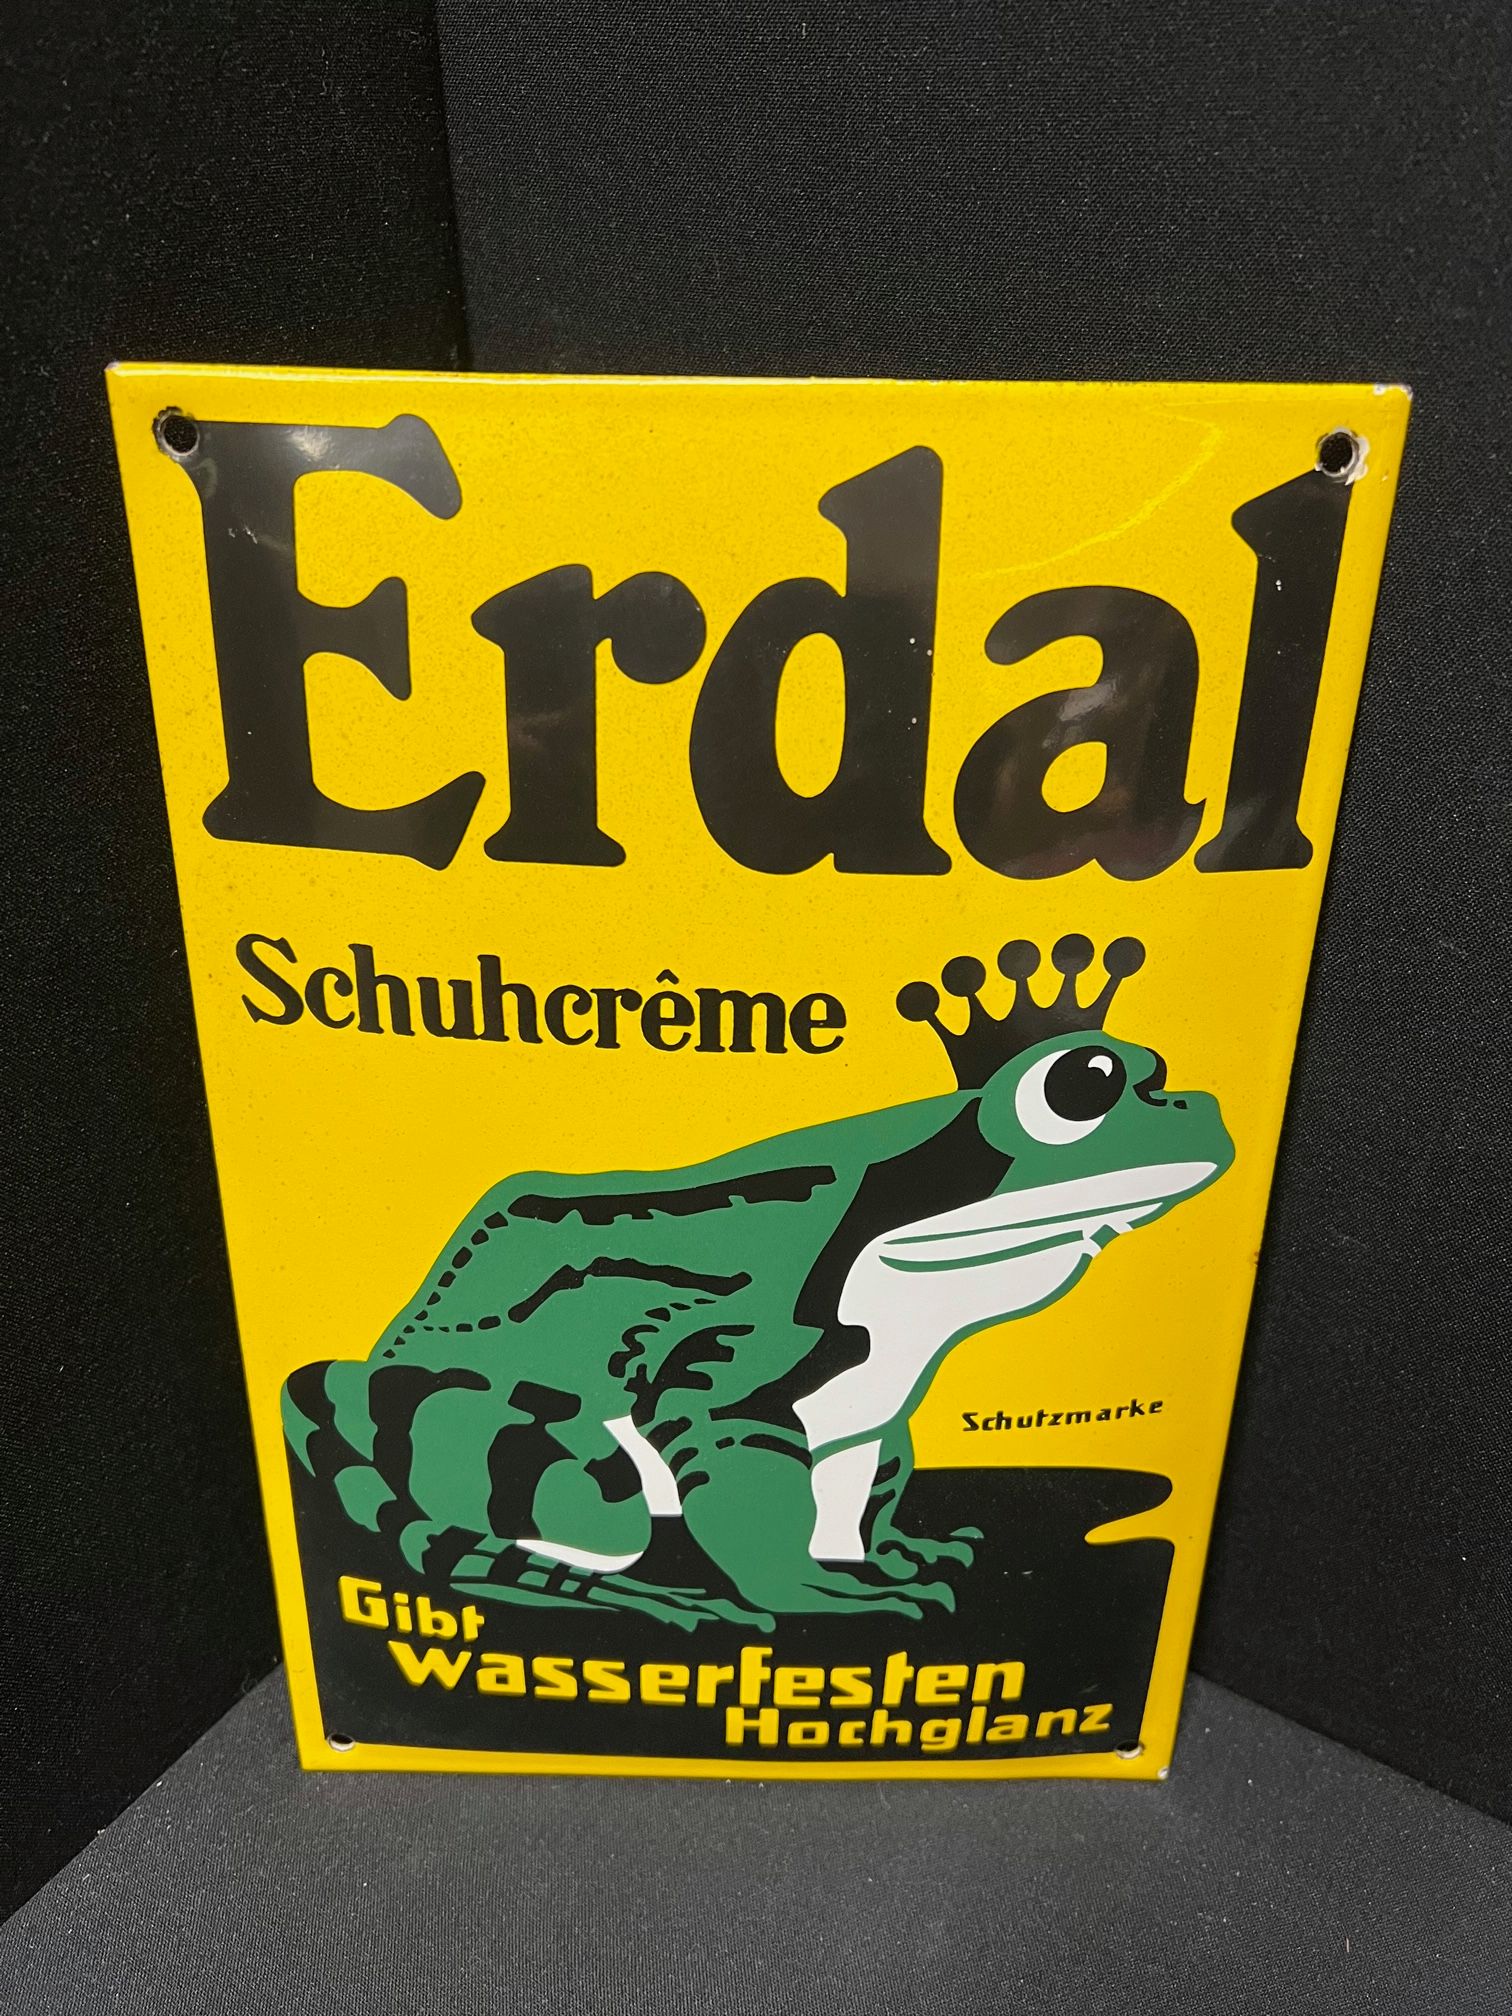 Erdal
Schuhcrême
Schutzmarke
Gibt
Wasserfesten
Hochglanz